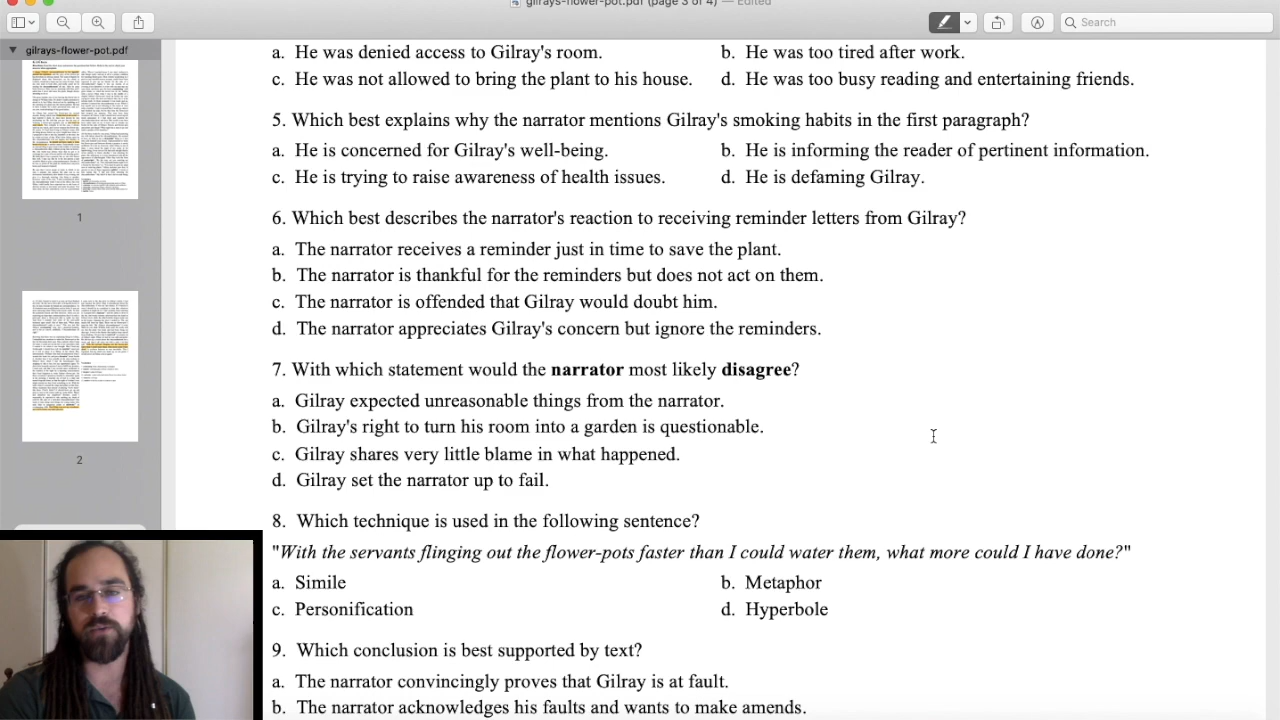 gilrays-flower-pot.pdf (page 3 of 4) — Edited
Search
gilrays-flower-pot.pdf
1
2
a. He was denied access to Gilray's room. b. He was too tired after work.
c. He was not allowed to bring the plant to his house. d. He was too busy reading and entertaining friends.
5. Which best explains why the narrator mentions Gilray's smoking habits in the first paragraph?
a. He is concerned for Gilray's well-being. b. He is informing the reader of pertinent information.
c. He is trying to raise awareness of health issues. d. He is defaming Gilray.
6. Which best describes the narrator's reaction to receiving reminder letters from Gilray?
a. The narrator receives a reminder just in time to save the plant.
b. The narrator is thankful for the reminders but does not act on them.
c. The narrator is offended that Gilray would doubt him.
d. The narrator appreciates Gilray's concern but ignore the reminders.
7. With which statement would the narrator most likely disagree?
a. Gilray expected unreasonable things from the narrator.
b. Gilray's right to turn his room into a garden is questionable.
c. Gilray shares very little blame in what happened.
d. Gilray set the narrator up to fail.
8. Which technique is used in the following sentence?
"With the servants flinging out the flower-pots faster than I could water them, what more could I have done?"
a. Simile b. Metaphor
c. Personification d. Hyperbole
9. Which conclusion is best supported by text?
a. The narrator convincingly proves that Gilray is at fault.
b. The narrator acknowledges his faults and wants to make amends.